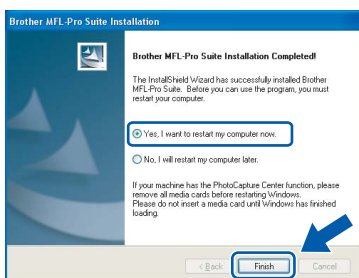 Brother MFL-Pro Suite Installation
Brother MFL-Pro Suite Installation Completed!
The InstallShield Wizard has successfully installed Brother
MFL-Pro Suite. Before you can use the program, you must
restart your computer.
Yes, I want to restart my computer now.
No, I will restart my computer later.
If your machine has the PhotoCapture Center function, please
remove all media cards before restarting Windows.
Please do not insert a media card until Windows has finished
loading.
< Back Finish Cancel